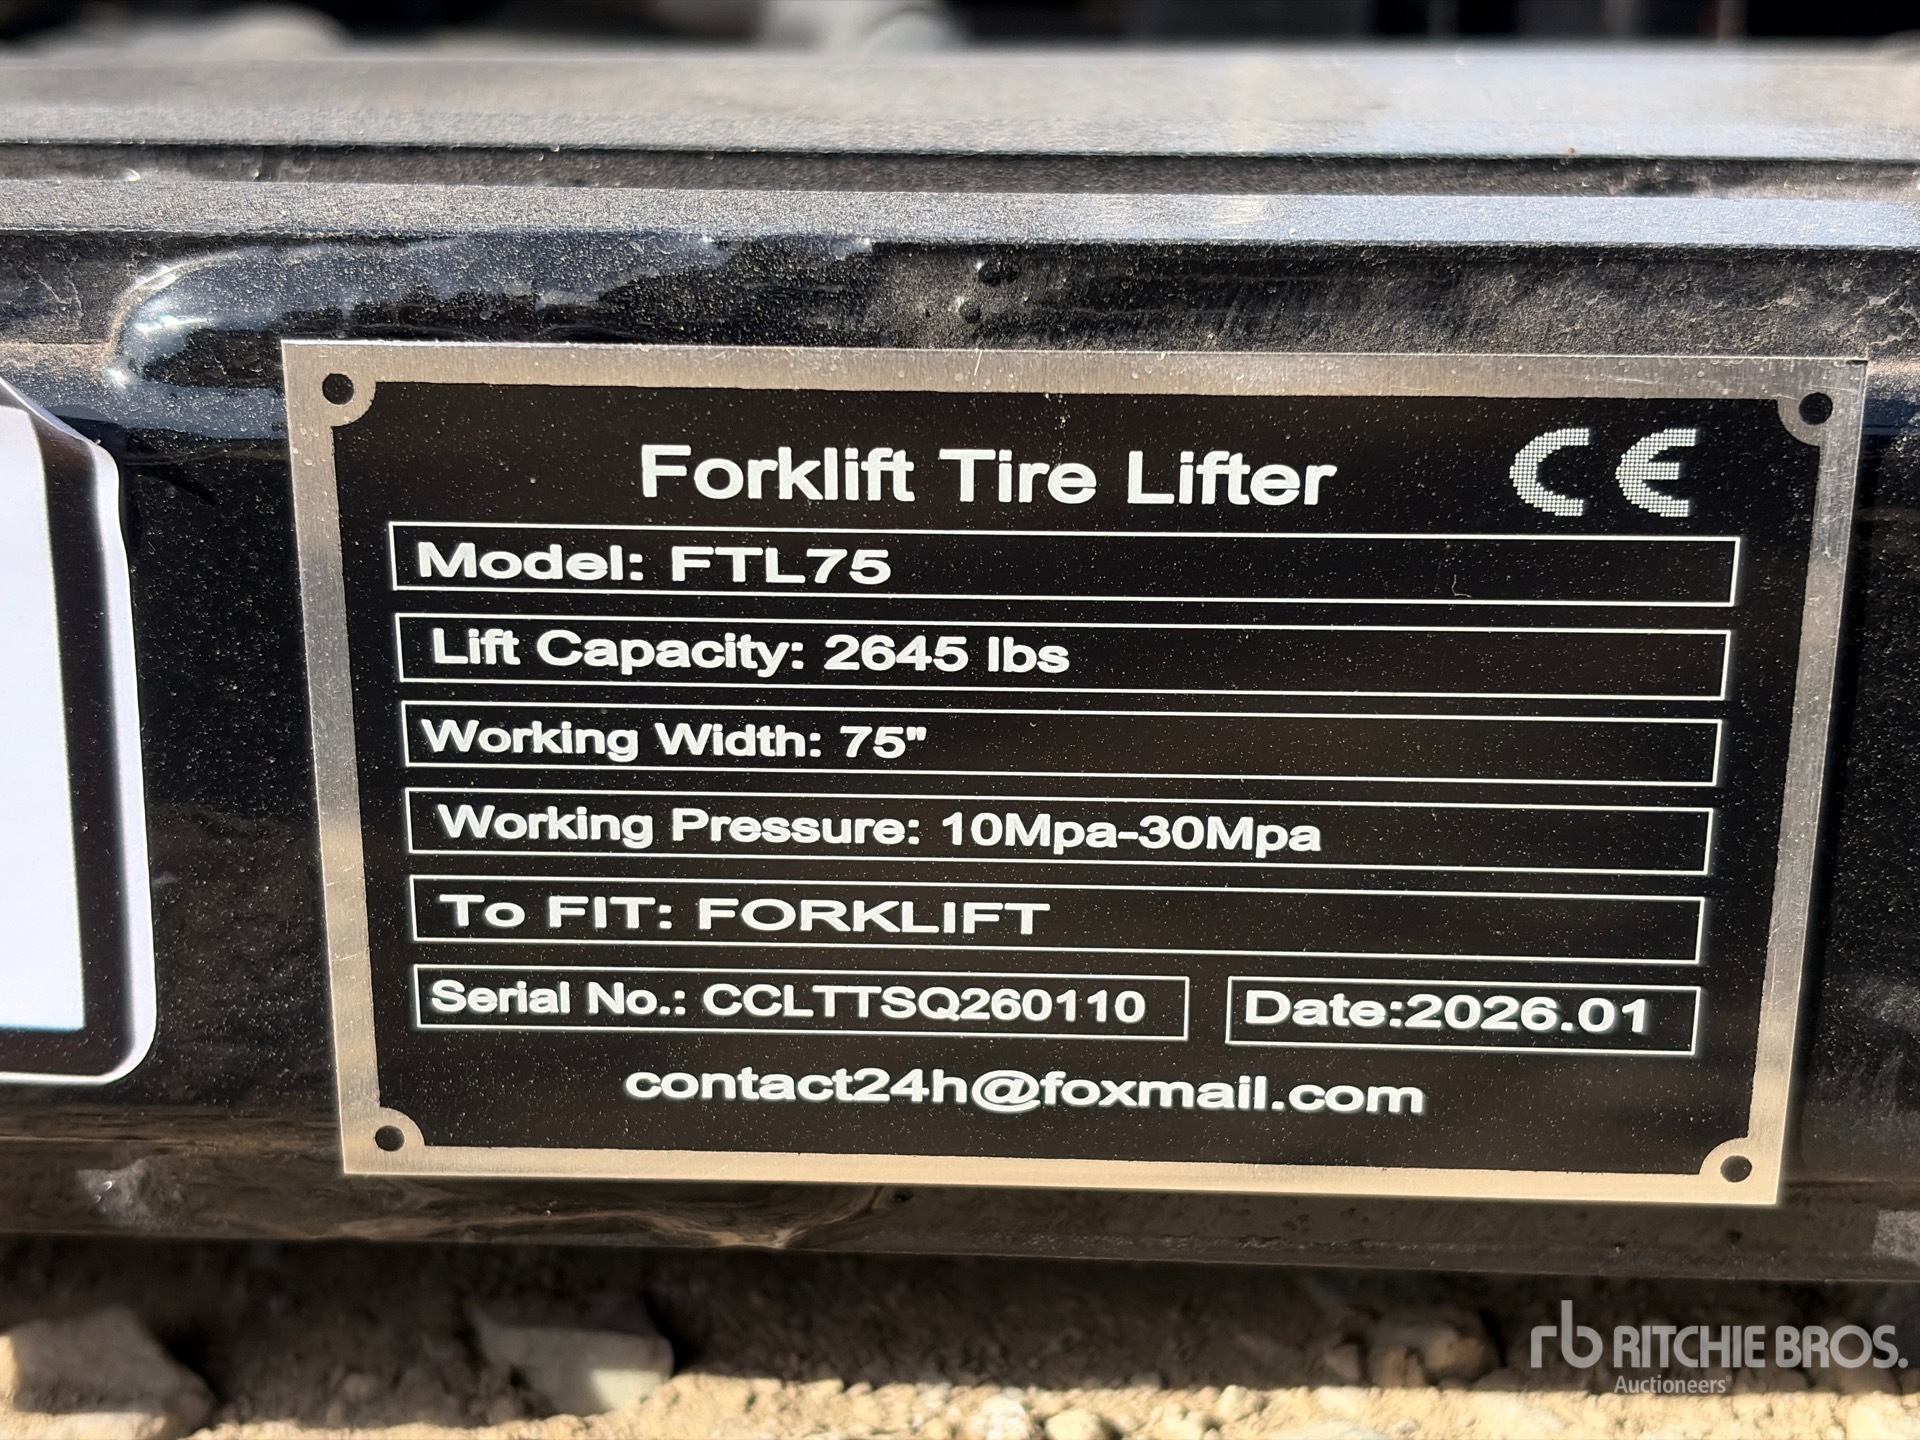 Forklift Tire Lifter CE
Model: FTL75
Lift Capacity: 2645 lbs
Working Width: 75"
Working Pressure: 10Mpa-30Mpa
To FIT: FORKLIFT
Serial No.: CCLTTSQ260110 Date:2026.01
contact24h@foxmail.com
rb RITCHIE BROS.
Auctioneers